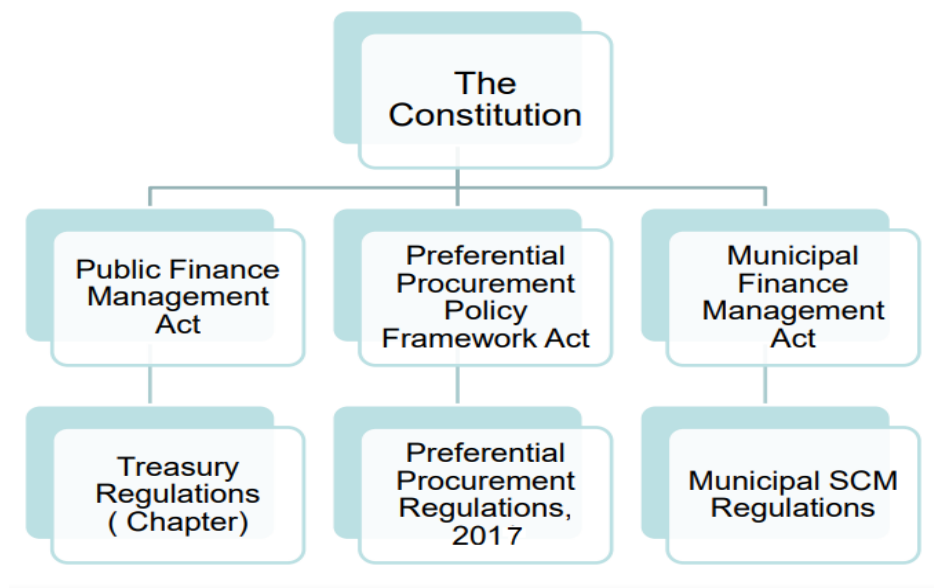 The
Constitution
Public Finance
Management
Act
Preferential
Procurement
Policy
Framework Act
Municipal
Finance
Management
Act
Treasury
Regulations
( Chapter)
Preferential
Procurement
Regulations,
2017
Municipal SCM
Regulations